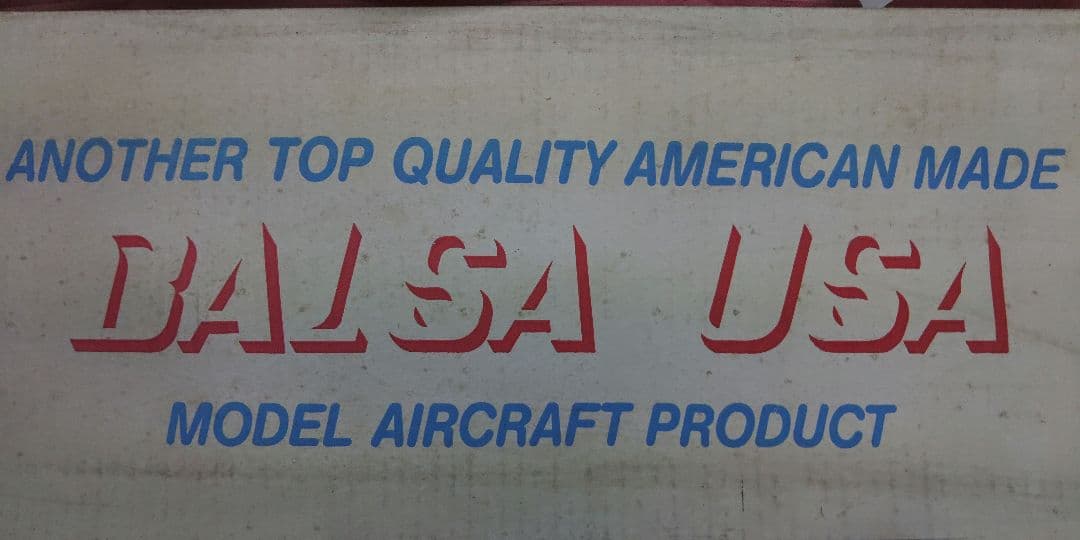 ANOTHER TOP QUALITY AMERICAN MADE
BALSA USA
MODEL AIRCRAFT PRODUCT